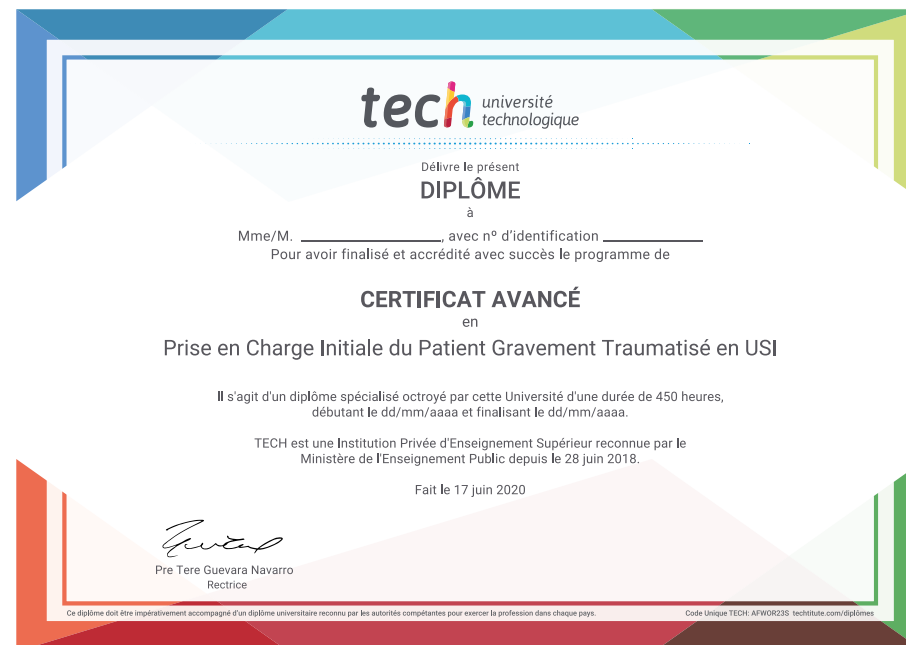 tech université
technologique
Délivre le présent
DIPLÔME
à
Mme/M. ____________________, avec nº d'identification ______________
Pour avoir finalisé et accrédité avec succès le programme de
CERTIFICAT AVANCÉ
en
Prise en Charge Initiale du Patient Gravement Traumatisé en USI
Il s'agit d'un diplôme spécialisé octroyé par cette Université d'une durée de 450 heures,
débutant le dd/mm/aaaa et finalisant le dd/mm/aaaa.
TECH est une Institution Privée d'Enseignement Supérieur reconnue par le
Ministère de l'Enseignement Public depuis le 28 juin 2018.
Fait le 17 juin 2020
Pre Tere Guevara Navarro
Rectrice
Ce diplôme doit être impérativement accompagné d'un diplôme universitaire reconnu par les autorités compétantes pour exercer la profession dans chaque pays.
Code Unique TECH: AFWOR23S techtitute.com/diplômes